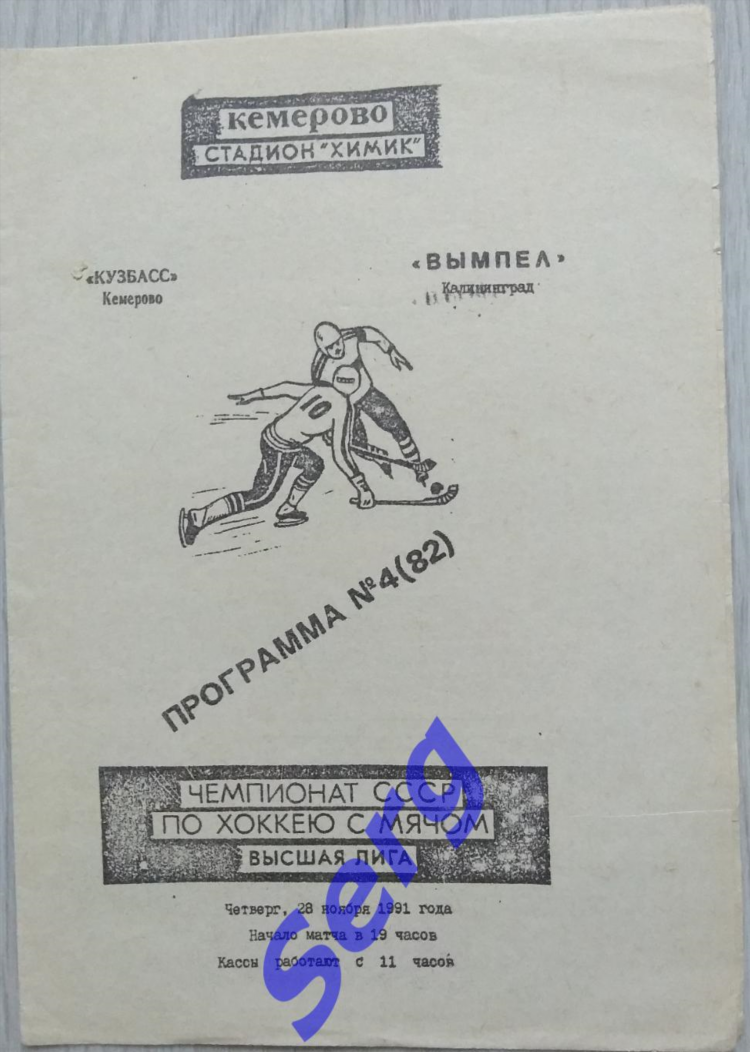 кемерово
СТАДИОН "ХИМИК"
«КУЗБАСС»
Кемерово
«ВЫМПЕЛ»
Калининград
10
ПРОГРАММА №4(82)
ЧЕМПИОНАТ СССР
ПО ХОККЕЮ С МЯЧОМ
ВЫСШАЯ ЛИГА
Четверг, 28 ноября 1991 года
Начало матча в 19 часов
Кассы работают с 11 часов
Serg